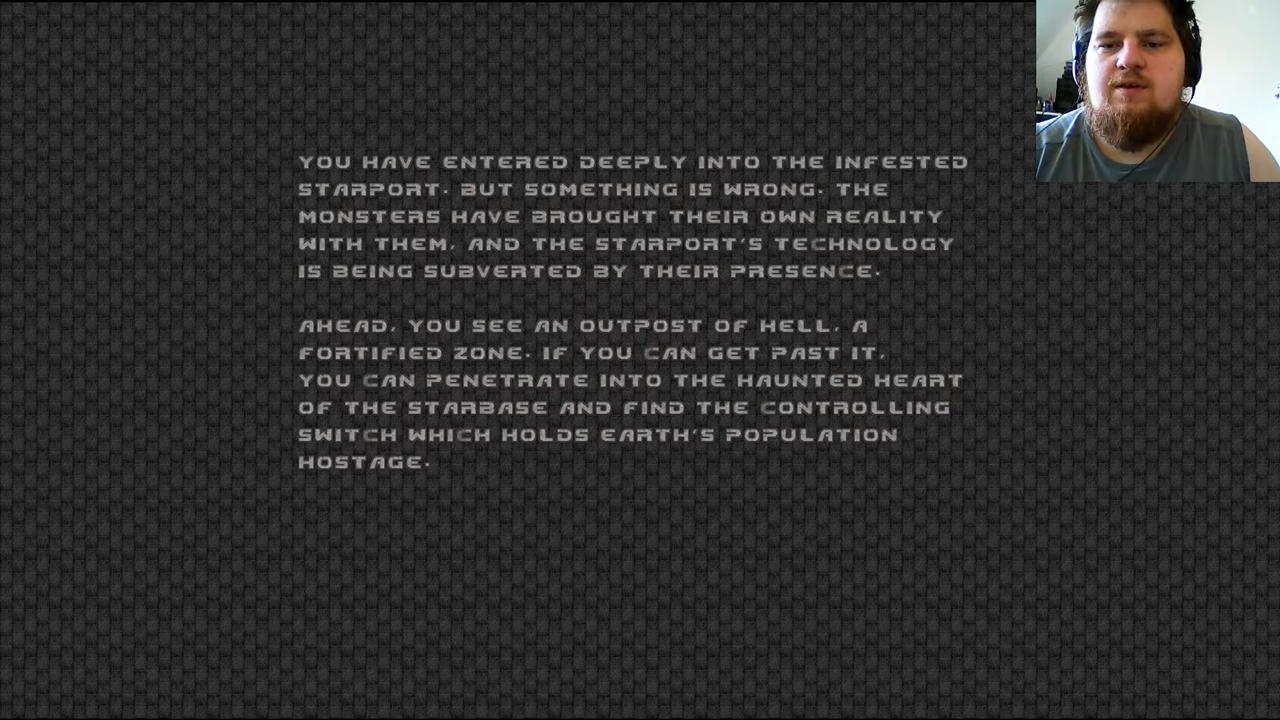 YOU HAVE ENTERED DEEPLY INTO THE INFESTED
STARPORT. BUT SOMETHING IS WRONG. THE
MONSTERS HAVE BROUGHT THEIR OWN REALITY
WITH THEM, AND THE STARPORT'S TECHNOLOGY
IS BEING SUBVERTED BY THEIR PRESENCE.
AHEAD, YOU SEE AN OUTPOST OF HELL, A
FORTIFIED ZONE. IF YOU CAN GET PAST IT,
YOU CAN PENETRATE INTO THE HAUNTED HEART
OF THE STARBASE AND FIND THE CONTROLLING
SWITCH WHICH HOLDS EARTH'S POPULATION
HOSTAGE.